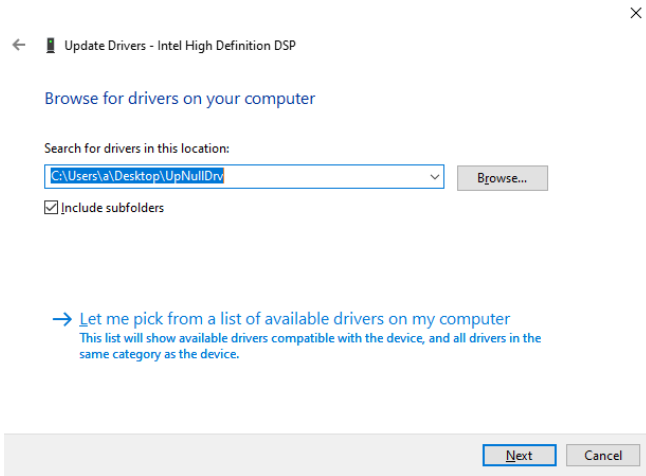 Update Drivers - Intel High Definition DSP
Browse for drivers on your computer
Search for drivers in this location:
C:\Users\a\Desktop\UpNullDrv
Browse...
Include subfolders
Let me pick from a list of available drivers on my computer
This list will show available drivers compatible with the device, and all drivers in the
same category as the device.
Next
Cancel